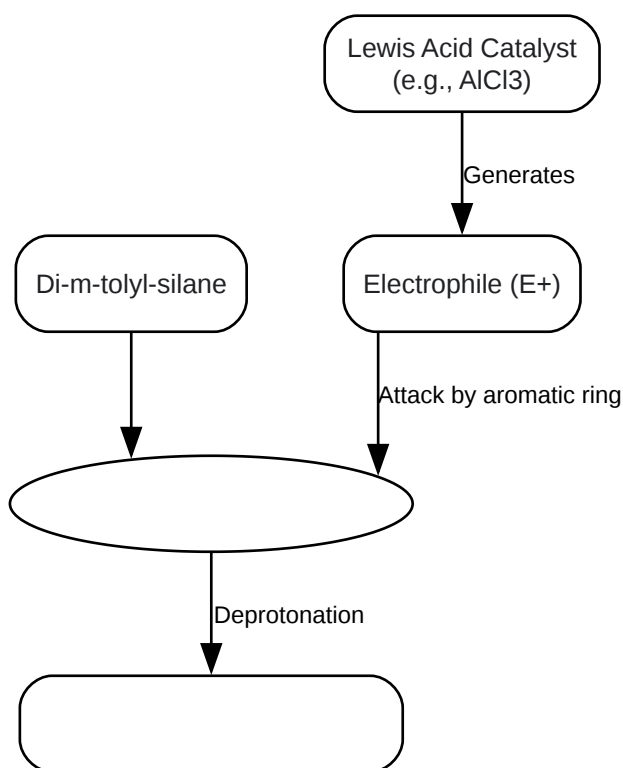 Lewis Acid Catalyst
(e.g., AlCl3)
Generates
Di-m-tolyl-silane
Electrophile (E+)
Attack by aromatic ring
Deprotonation